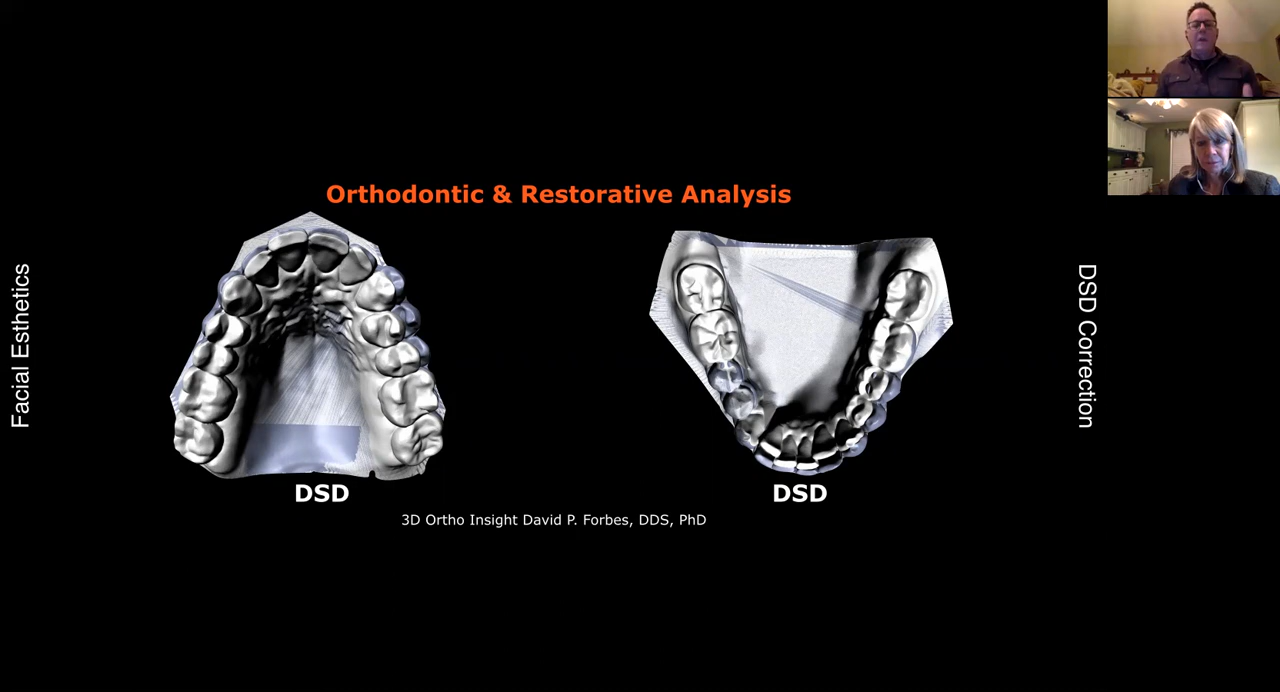 Orthodontic & Restorative Analysis
Facial Esthetics
DSD Correction
DSD
DSD
3D Ortho Insight David P. Forbes, DDS, PhD